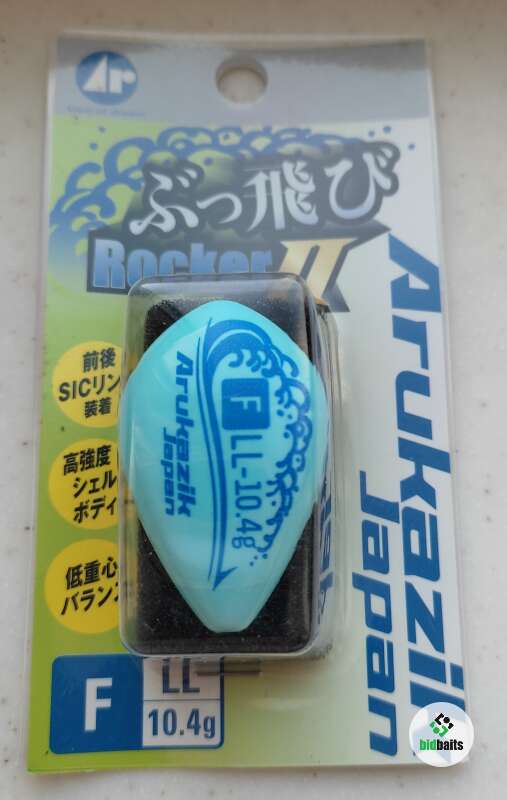 Ar
ぶっ飛び
Rocker II
Arukazik
Japan
前後
SICリン
装着
高強度
シェル
ボディ
低重心
バランス
F
LL-10.4g
Arukazik
Japan
F
LL
10.4g
bidbaits